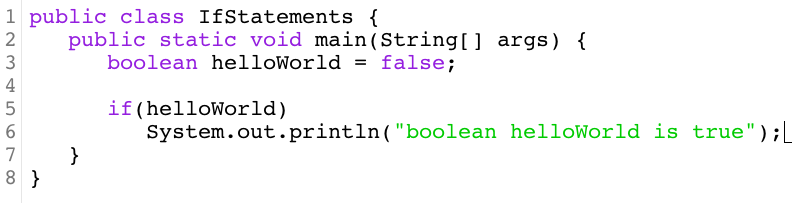 1 public class IfStatements {
2    public static void main(String[] args) {
3       boolean helloWorld = false;
4
5       if(helloWorld)
6          System.out.println("boolean helloWorld is true");
7    }
8 }